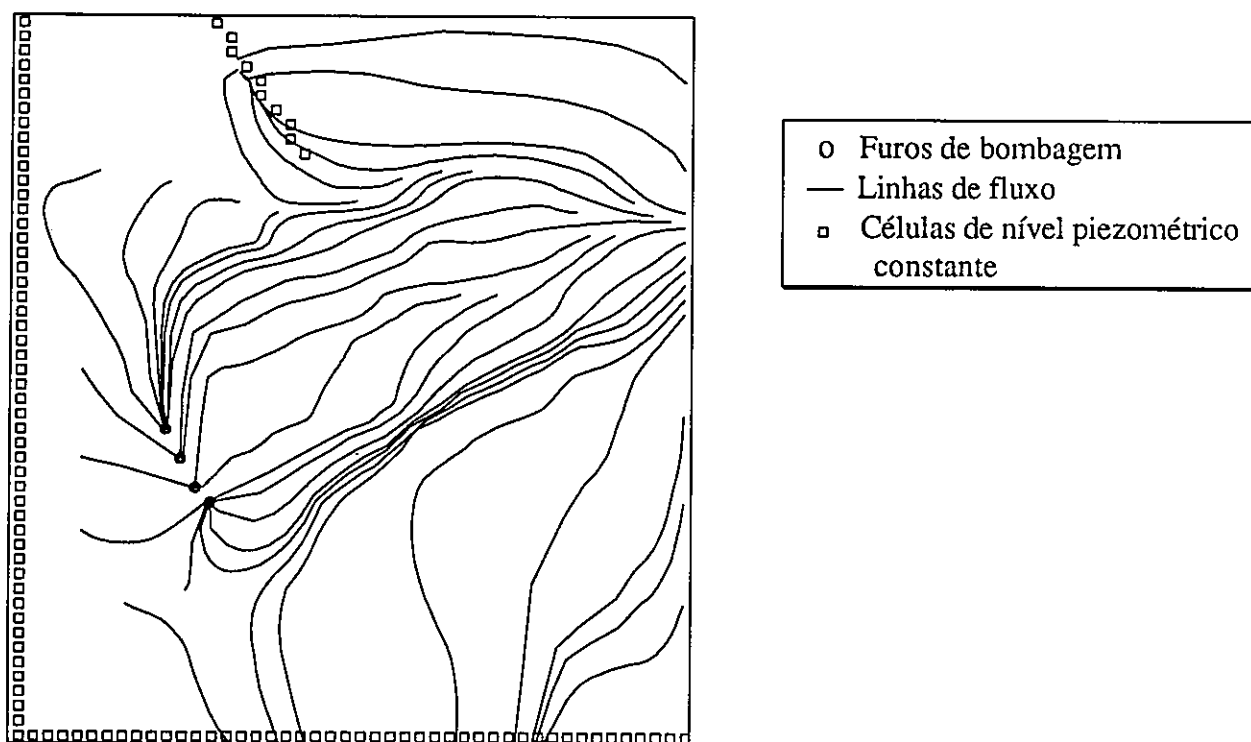 Furos de bombagem
Linhas de fluxo
Células de nível piezométrico
constante